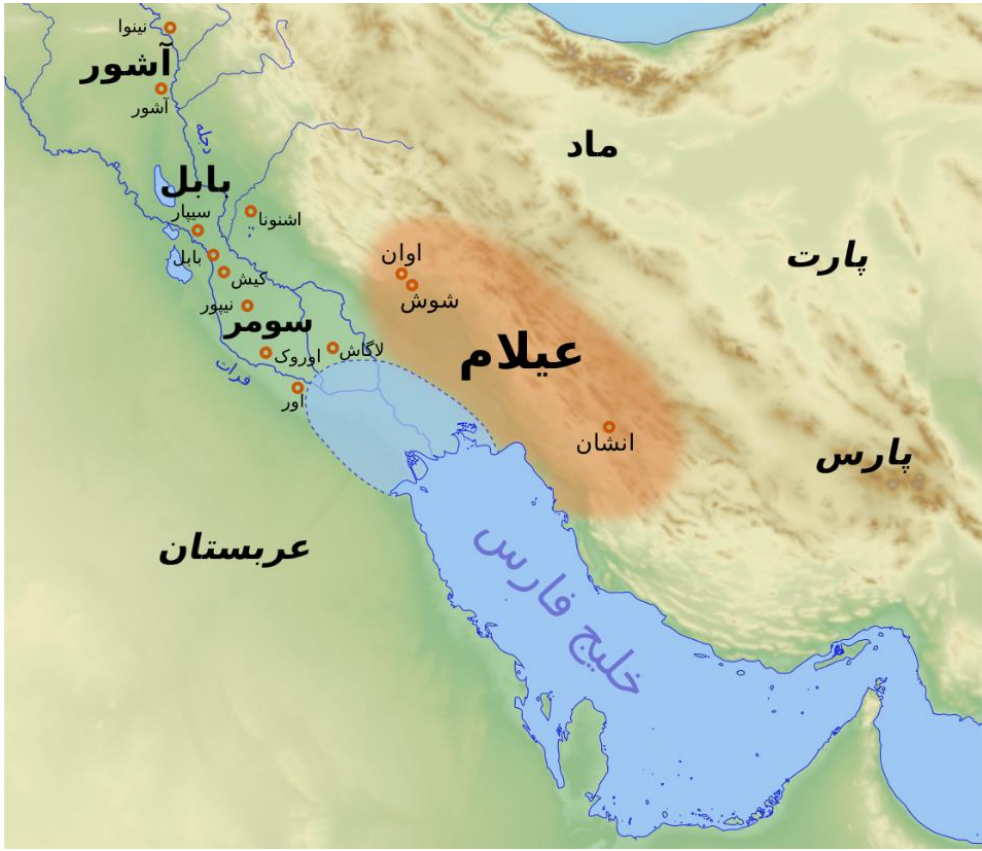 نینوا
آشور
آشور
دجله
ماد
بابل
سیپار
اشنونا
بابل
کیش
اوان
شوش
پارت
نیپور
سومر
عیلام
اوروک
لاگاش
فرات
اور
انشان
پارس
عربستان
خلیج فارس